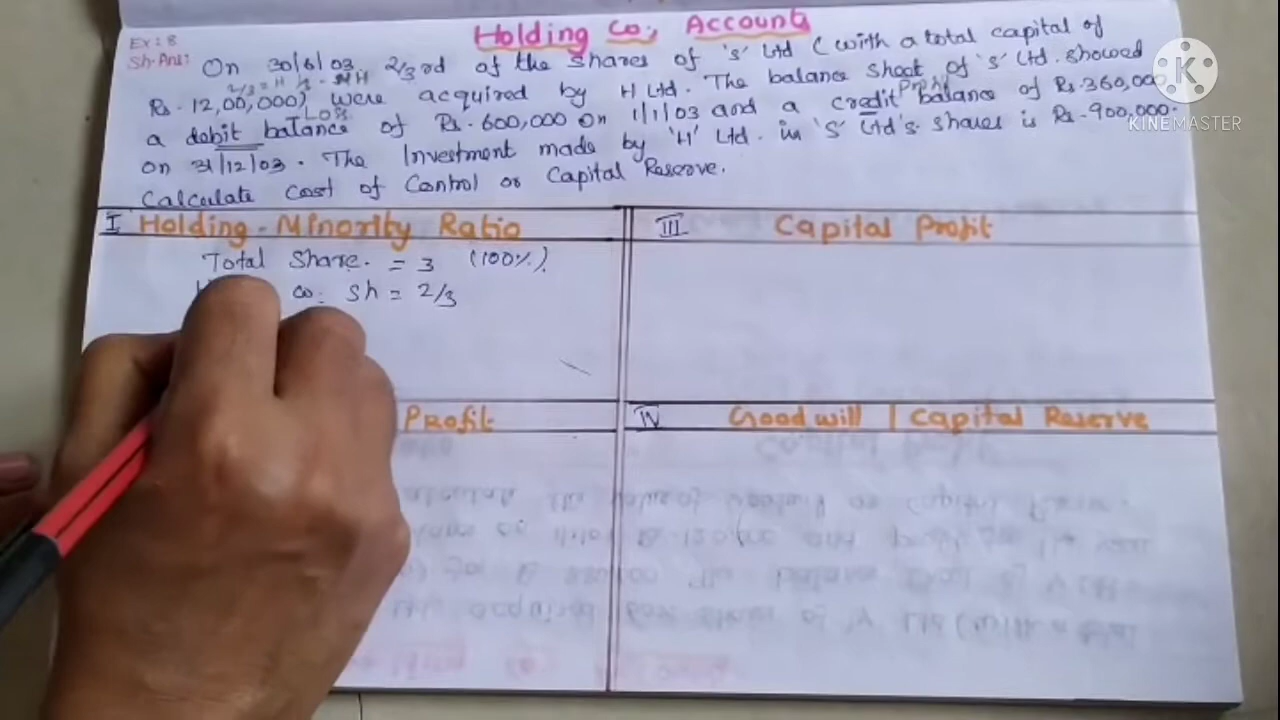 Holding Co; Accounts
Ex: 8
Sh. Ans:
On 30/6/03 2/3rd of the shares of 'S' Ltd (with a total capital of
2/3 = H
Rs. 12,00,000) were acquired by H Ltd. The balance sheet of 'S' Ltd. showed
Loss
Profit
a debit balance of Rs. 600,000 on 1/1/03 and a credit balance of Rs. 360,000
on 31/12/03. The Investment made by 'H' Ltd. in 'S' Ltd's shares is Rs. 900,000.
Calculate Cost of Control or Capital Reserve.
I Holding - Minority Ratio
III Capital Profit
Total Share. = 3 (100%)
co: sh = 2/3
Profit
IV Goodwill | Capital Reserve
KINEMASTER